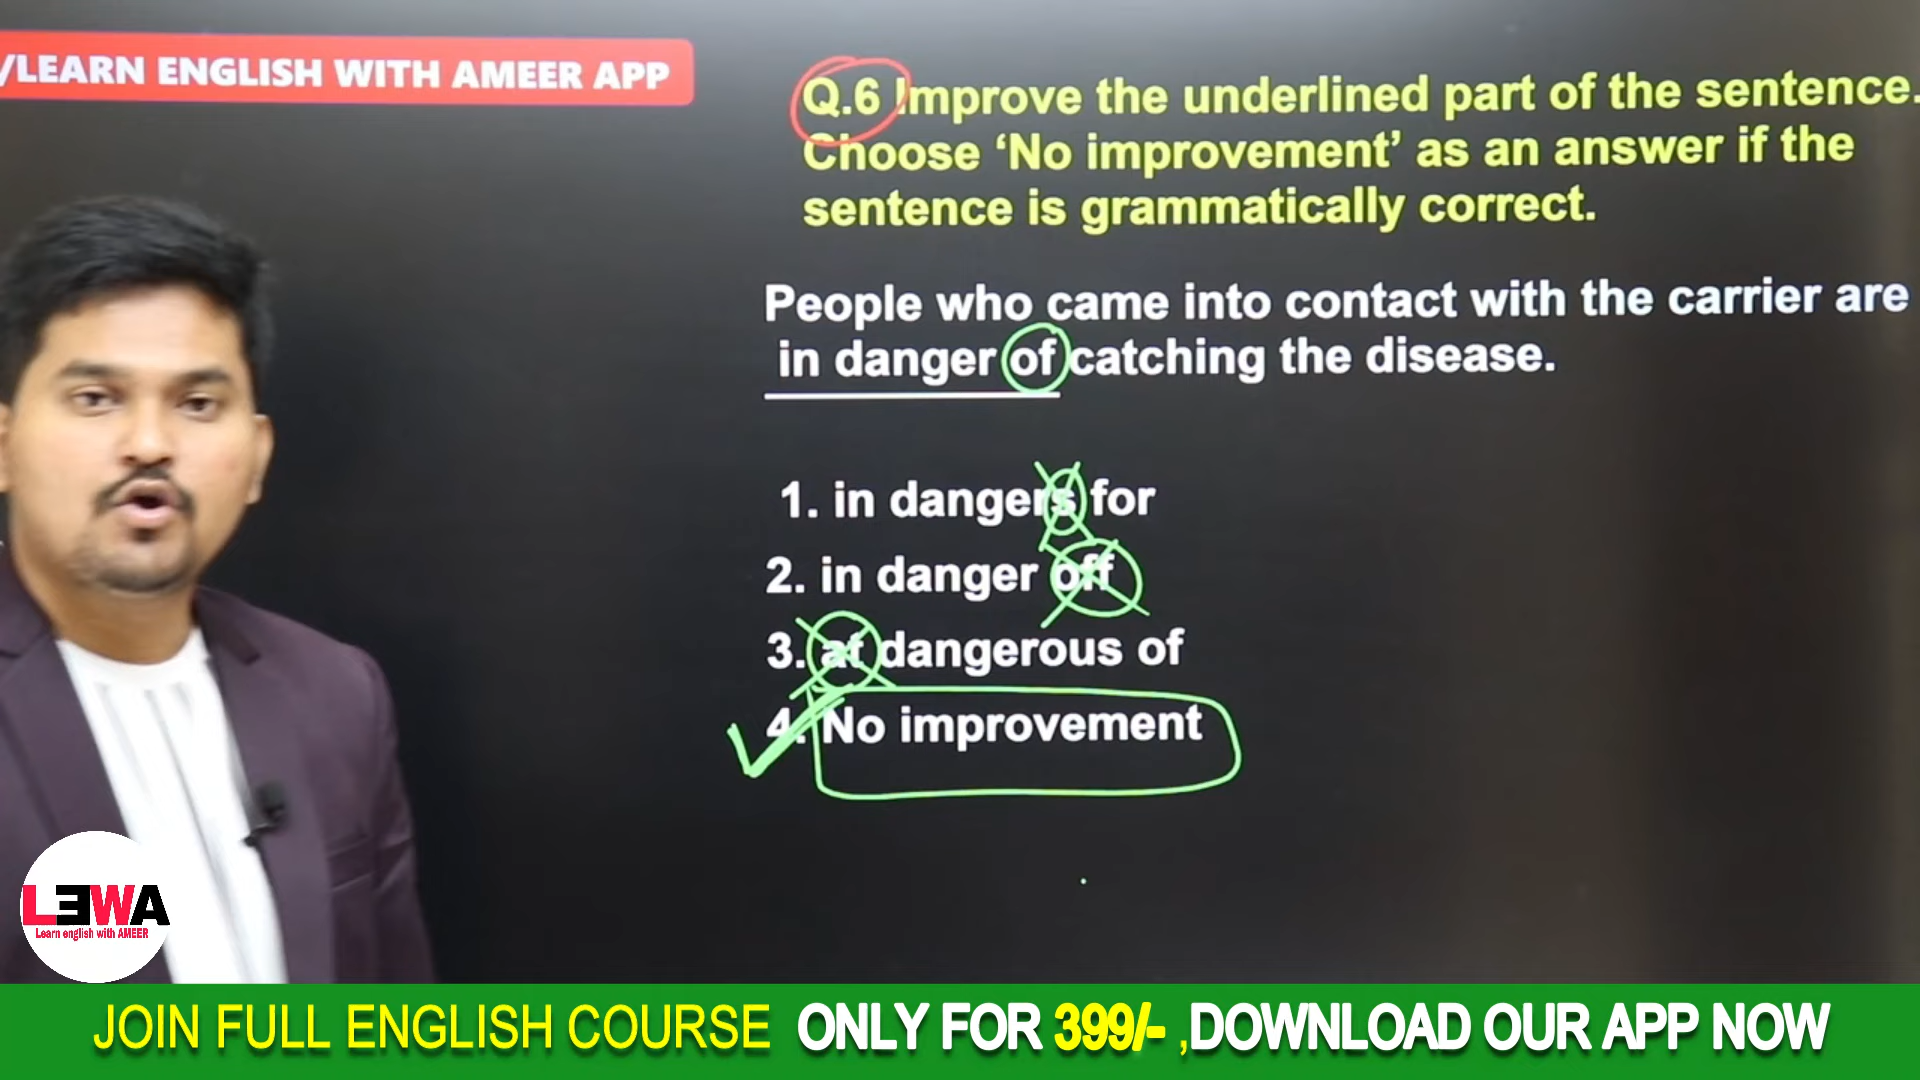 /LEARN ENGLISH WITH AMEER APP
Q.6 Improve the underlined part of the sentence.
Choose ‘No improvement’ as an answer if the
sentence is grammatically correct.
People who came into contact with the carrier are
in danger of catching the disease.
1. in dangers for
2. in danger off
3. at dangerous of
4. No improvement
LEWA
Learn english with AMEER
JOIN FULL ENGLISH COURSE ONLY FOR 399/- ,DOWNLOAD OUR APP NOW